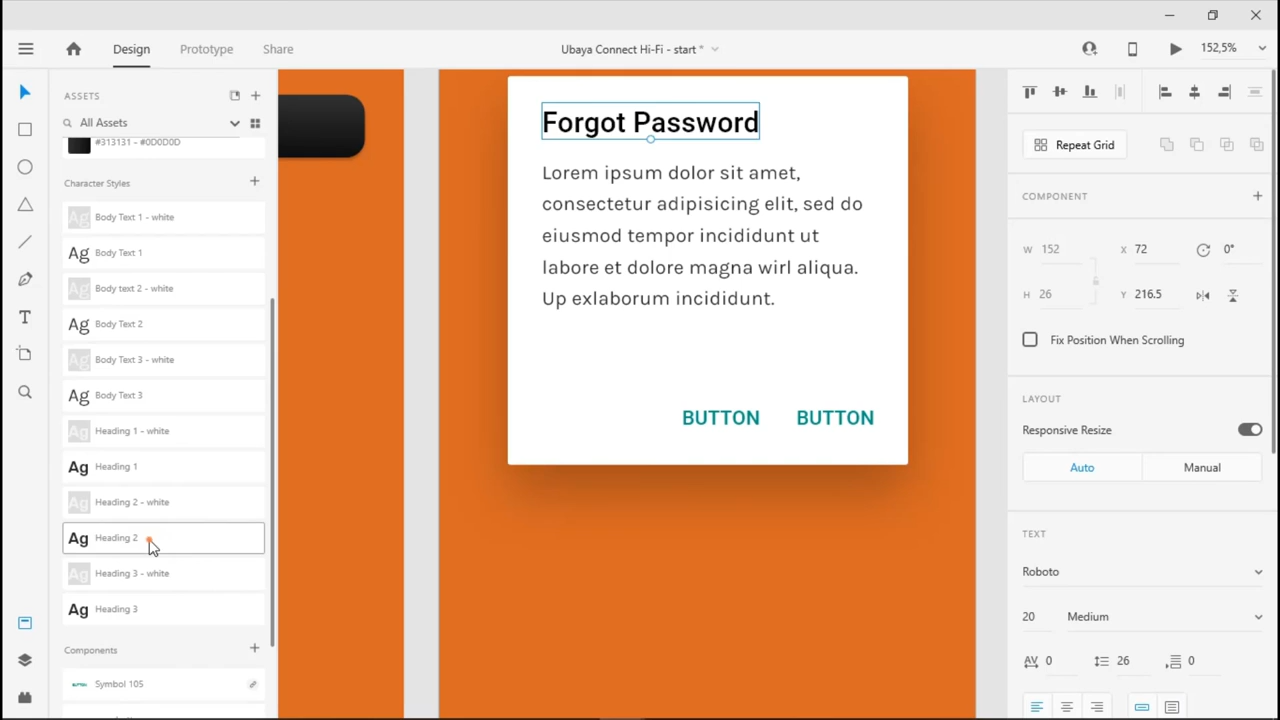 Design
Prototype
Share
Ubaya Connect Hi-Fi - start *
152,5%
ASSETS
All Assets
#313131 - #0D0D0D
Character Styles
Ag Body Text 1 - white
Ag Body Text 1
Ag Body text 2 - white
Ag Body Text 2
Ag Body Text 3 - white
Ag Body Text 3
Ag Heading 1 - white
Ag Heading 1
Ag Heading 2 - white
Ag Heading 2
Ag Heading 3 - white
Ag Heading 3
Components
BUTTON Symbol 105
Forgot Password
Lorem ipsum dolor sit amet,
consectetur adipisicing elit, sed do
eiusmod tempor incididunt ut
labore et dolore magna wirl aliqua.
Up exlaborum incididunt.
BUTTON BUTTON
Repeat Grid
COMPONENT
W 152 X 72 0°
H 26 Y 216.5
Fix Position When Scrolling
LAYOUT
Responsive Resize
Auto Manual
TEXT
Roboto
20 Medium
AV 0 26 0